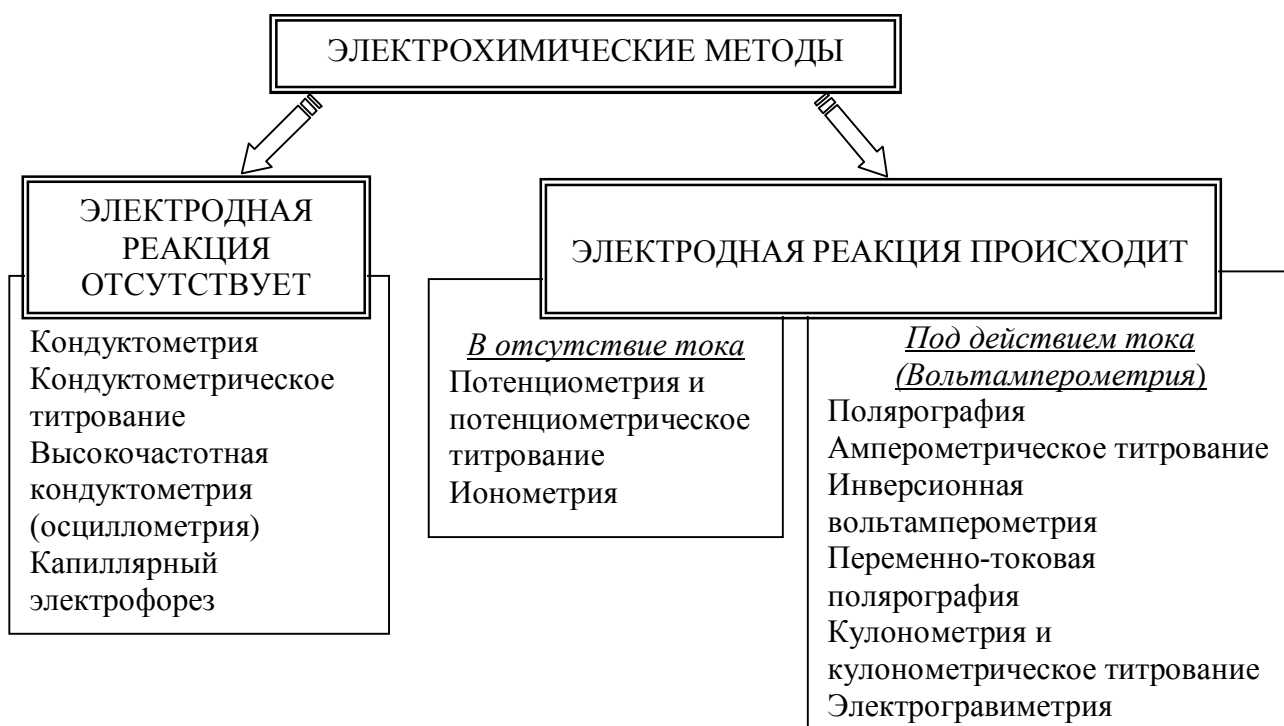 ЭЛЕКТРОХИМИЧЕСКИЕ МЕТОДЫ
ЭЛЕКТРОДНАЯ
РЕАКЦИЯ
ОТСУТСТВУЕТ
Кондуктометрия
Кондуктометрическое
титрование
Высокочастотная
кондуктометрия
(осциллометрия)
Капиллярный
электрофорез
ЭЛЕКТРОДНАЯ РЕАКЦИЯ ПРОИСХОДИТ
В отсутствие тока
Потенциометрия и
потенциометрическое
титрование
Ионометрия
Под действием тока
(Вольтамперометрия)
Полярография
Амперометрическое титрование
Инверсионная
вольтамперометрия
Переменно-токовая
полярография
Кулонометрия и
кулонометрическое титрование
Электрогравиметрия